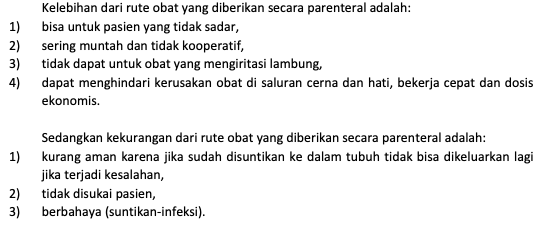 Kelebihan dari rute obat yang diberikan secara parenteral adalah:
1) bisa untuk pasien yang tidak sadar,
2) sering muntah dan tidak kooperatif,
3) tidak dapat untuk obat yang mengiritasi lambung,
4) dapat menghindari kerusakan obat di saluran cerna dan hati, bekerja cepat dan dosis
ekonomis.
Sedangkan kekurangan dari rute obat yang diberikan secara parenteral adalah:
1) kurang aman karena jika sudah disuntikan ke dalam tubuh tidak bisa dikeluarkan lagi
jika terjadi kesalahan,
2) tidak disukai pasien,
3) berbahaya (suntikan-infeksi).